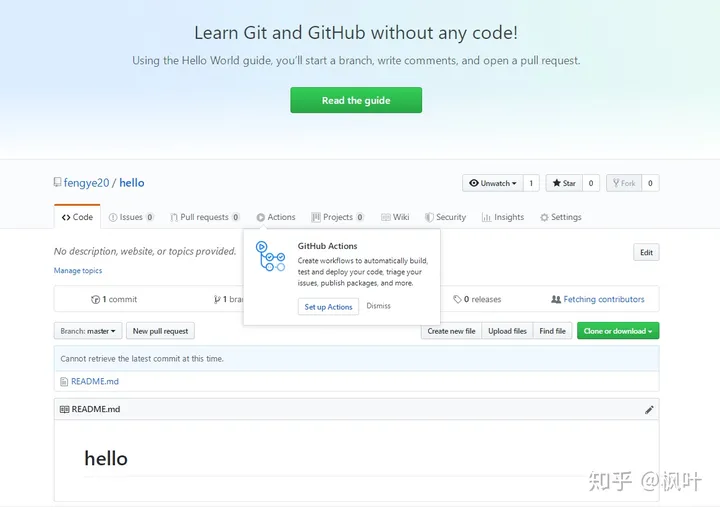 Learn Git and GitHub without any code!
Using the Hello World guide, you'll start a branch, write comments, and open a pull request.
Read the guide
fengye20 / hello
Unwatch 1 Star 0 Fork 0
Code Issues 0 Pull requests 0 Actions Projects 0 Wiki Security Insights Settings
No description, website, or topics provided.
Edit
Manage topics
GitHub Actions
Create workflows to automatically build,
test and deploy your code, triage your
issues, publish packages, and more.
Set up Actions Dismiss
1 commit 1 bran 0 releases Fetching contributors
Branch: master New pull request Create new file Upload files Find file Clone or download
Cannot retrieve the latest commit at this time.
README.md
README.md
hello
知乎 @枫叶